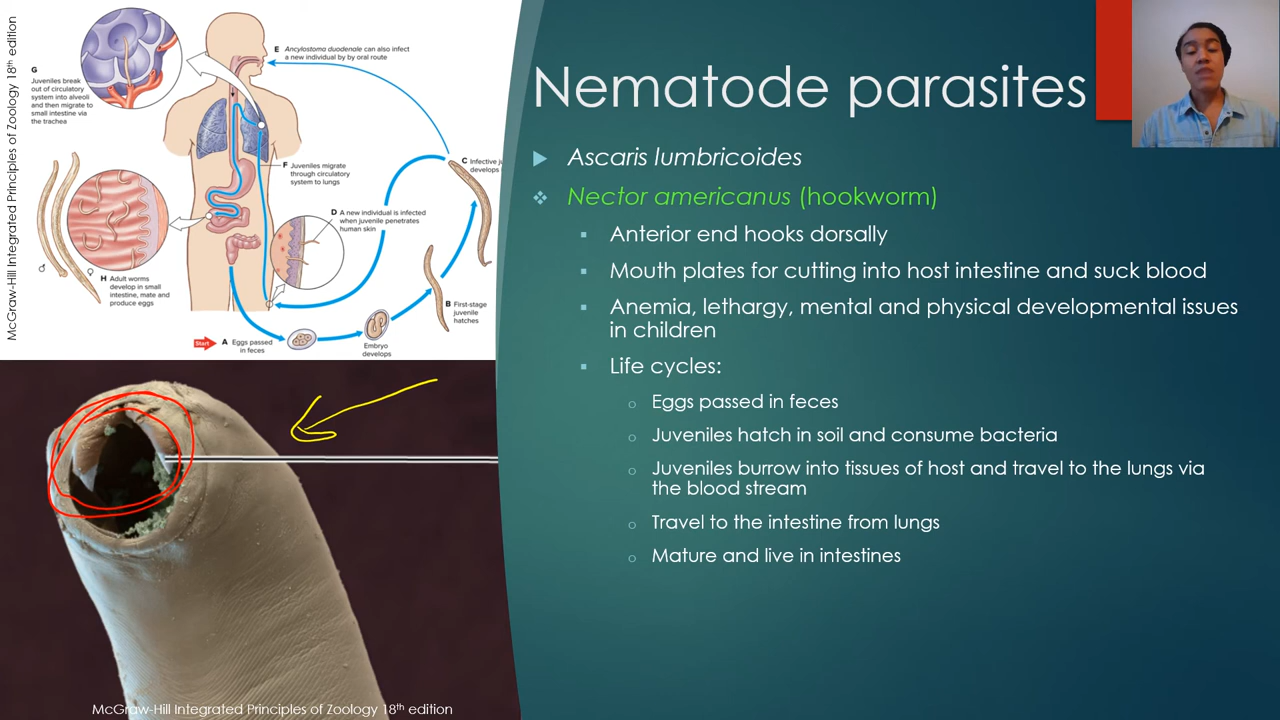 McGraw-Hill Integrated Principles of Zoology 18th edition
G
Juveniles break
out of circulatory
system into alveoli
and then migrate to
small intestine via
the trachea
E Ancylostoma duodenale can also infect
a new individual by by oral route
C Infective
develops
F Juveniles migrate
through circulatory
system to lungs
D A new individual is infected
when juvenile penetrates
human skin
♂
♀
H Adult worms
develop in small
intestine, mate and
produce eggs
B First-stage
juvenile
hatches
Start A Eggs passed
in feces
Embryo
develops
McGraw-Hill Integrated Principles of Zoology 18th edition
Nematode parasites
Ascaris lumbricoides
Nector americanus (hookworm)
Anterior end hooks dorsally
Mouth plates for cutting into host intestine and suck blood
Anemia, lethargy, mental and physical developmental issues
in children
Life cycles:
Eggs passed in feces
Juveniles hatch in soil and consume bacteria
Juveniles burrow into tissues of host and travel to the lungs via
the blood stream
Travel to the intestine from lungs
Mature and live in intestines